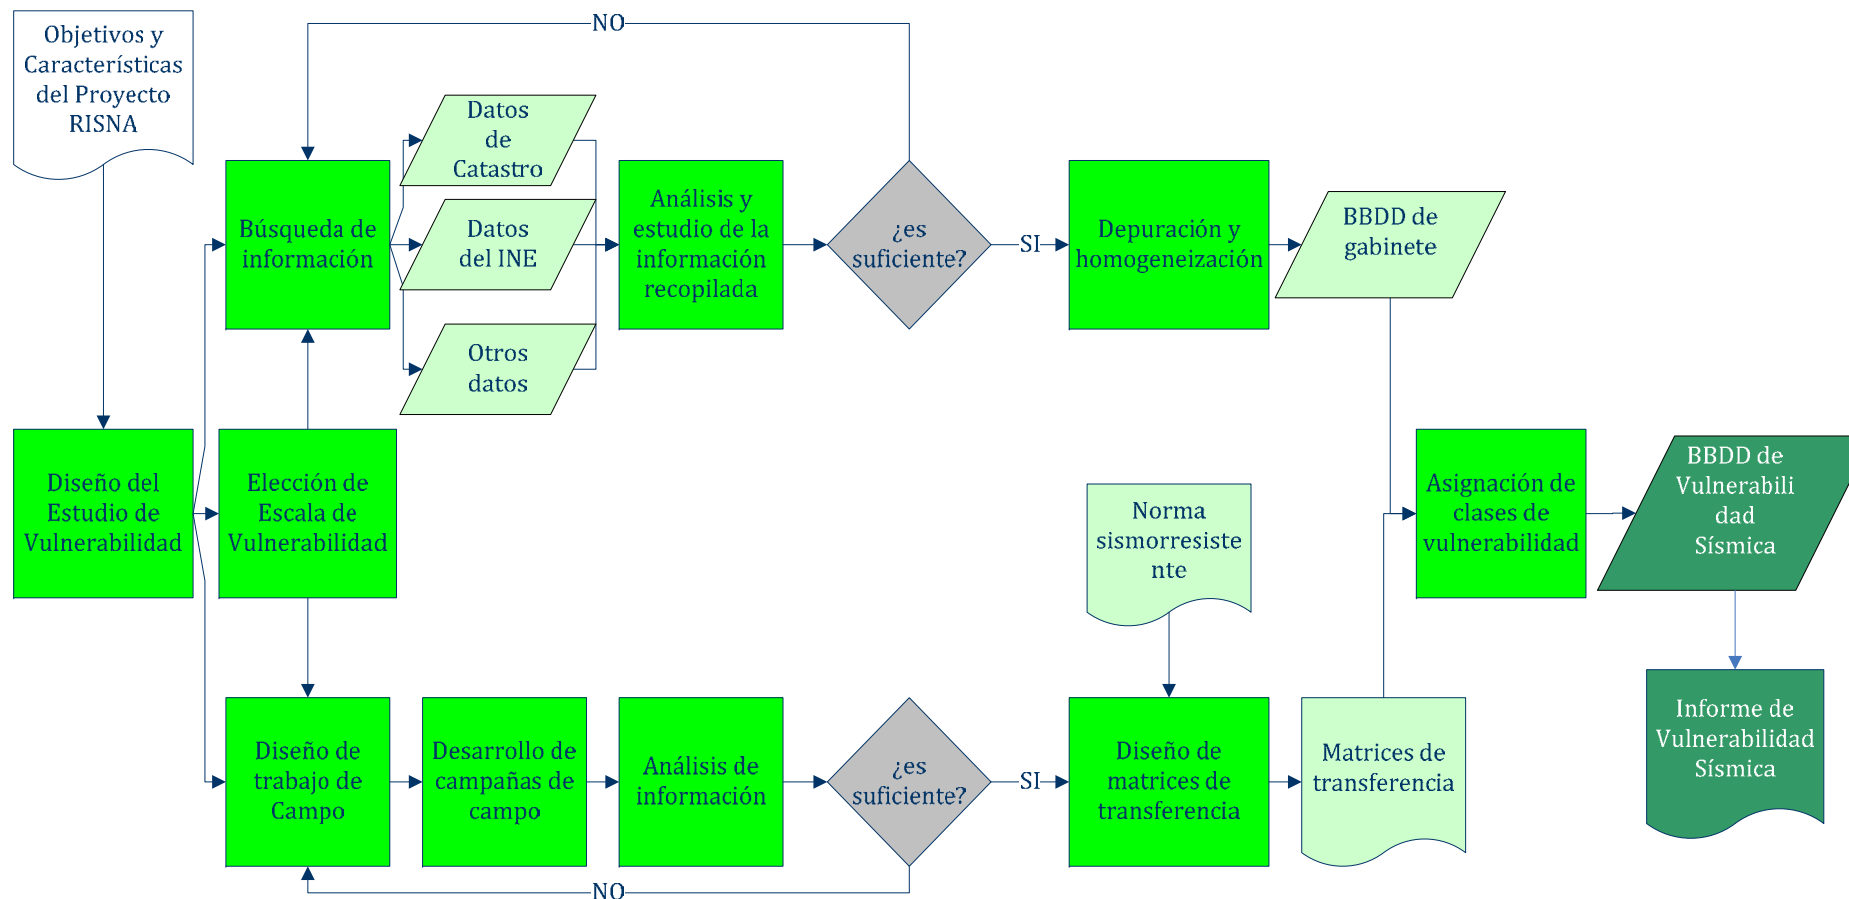 Objetivos y
Características
del Proyecto
RISNA
NO
Datos
de
Catastro
Búsqueda de
información
Datos
del INE
Otros
datos
Análisis y
estudio de la
información
recopilada
¿es
suficiente?
SI
Depuración y
homogeneización
BBDD de
gabinete
Diseño del
Estudio de
Vulnerabilidad
Elección de
Escala de
Vulnerabilidad
Norma
sismorresiste
nte
Asignación de
clases de
vulnerabilidad
BBDD de
Vulnerabili
dad
Sísmica
Diseño de
trabajo de
Campo
Desarrollo de
campañas de
campo
Análisis de
información
¿es
suficiente?
SI
Diseño de
matrices de
transferencia
Matrices de
transferencia
Informe de
Vulnerabilidad
Sísmica
NO